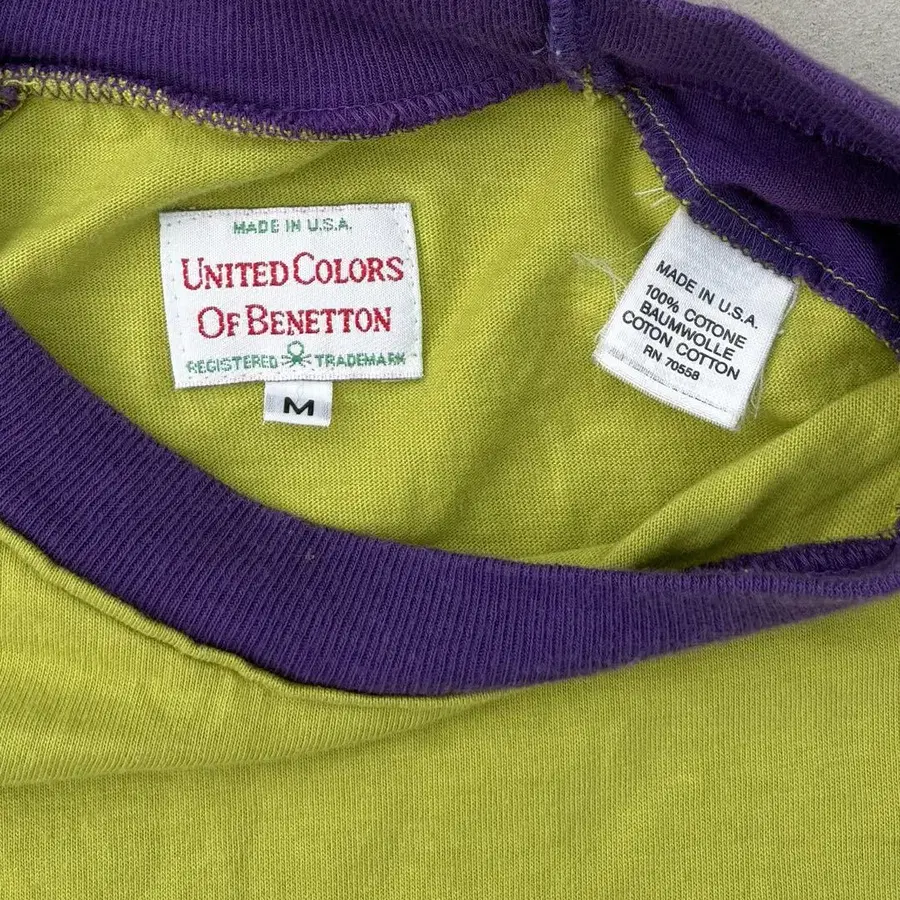 MADE IN U.S.A.
UNITED COLORS
OF BENETTON
REGISTERED TRADEMARK
M
MADE IN U.S.A.
100% COTONE
BAUMWOLLE
COTON COTTON
RN 70558